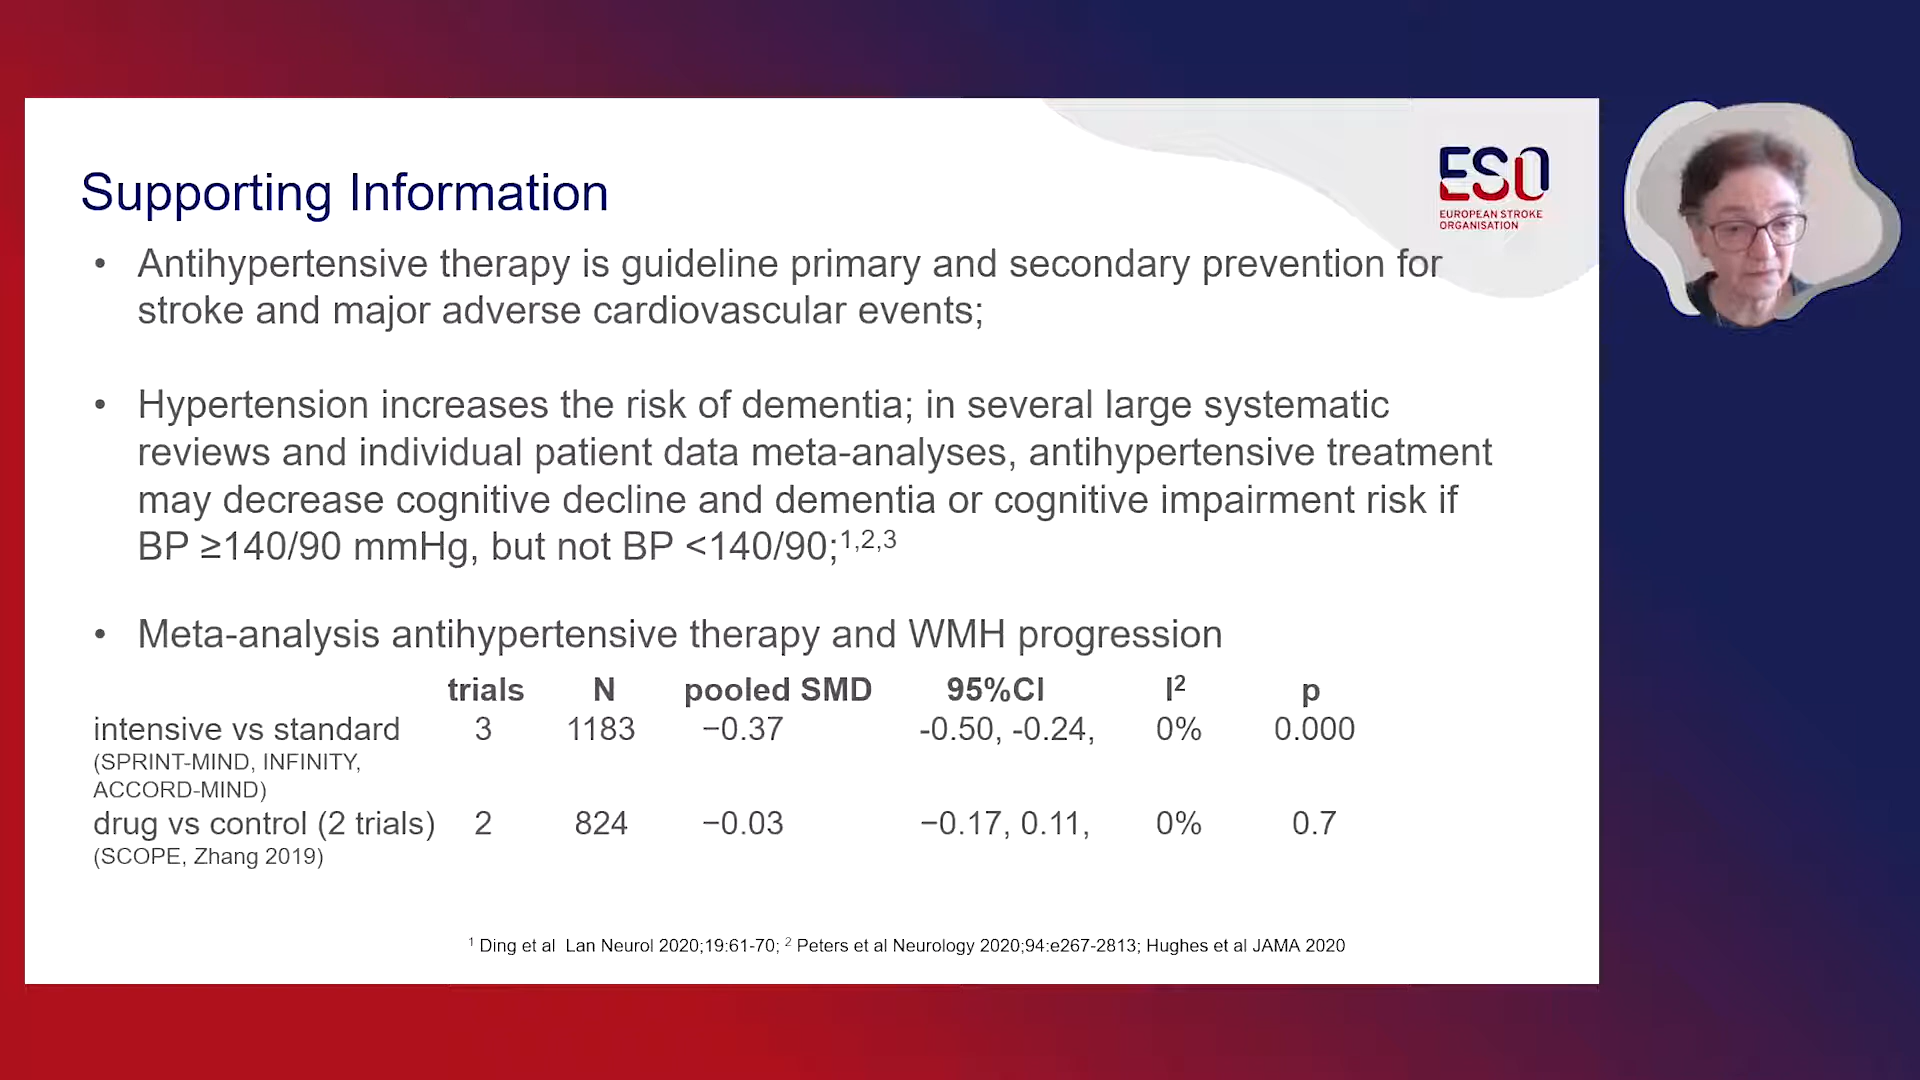 ESO
EUROPEAN STROKE
ORGANISATION
Supporting Information
• Antihypertensive therapy is guideline primary and secondary prevention for
stroke and major adverse cardiovascular events;
• Hypertension increases the risk of dementia; in several large systematic
reviews and individual patient data meta-analyses, antihypertensive treatment
may decrease cognitive decline and dementia or cognitive impairment risk if
BP ≥140/90 mmHg, but not BP <140/90;1,2,3
• Meta-analysis antihypertensive therapy and WMH progression
trials N pooled SMD 95%CI I² p
intensive vs standard 3 1183 −0.37 -0.50, -0.24, 0% 0.000
(SPRINT-MIND, INFINITY,
ACCORD-MIND)
drug vs control (2 trials) 2 824 −0.03 −0.17, 0.11, 0% 0.7
(SCOPE, Zhang 2019)
¹ Ding et al Lan Neurol 2020;19:61-70; ² Peters et al Neurology 2020;94:e267-2813; Hughes et al JAMA 2020